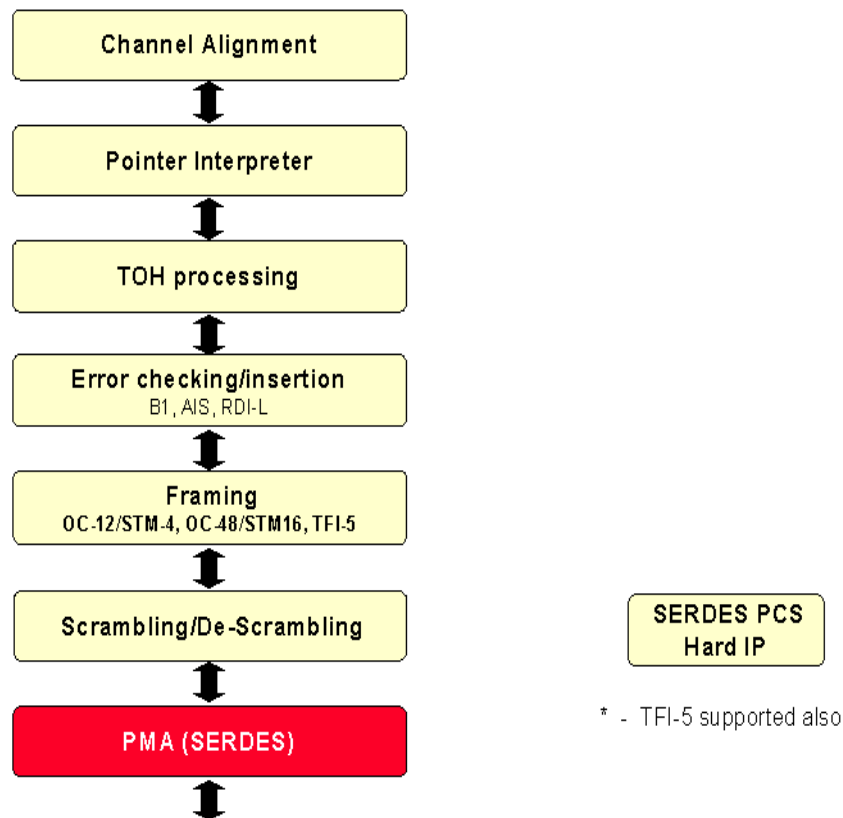 Channel Alignment
Pointer Interpreter
TOH processing
Error checking/insertion
B1, AIS, RDI-L
Framing
OC-12/STM-4, OC-48/STM16, TFI-5
Scrambling/De-Scrambling
PMA (SERDES)
SERDES PCS
Hard IP
* - TFI-5 supported also